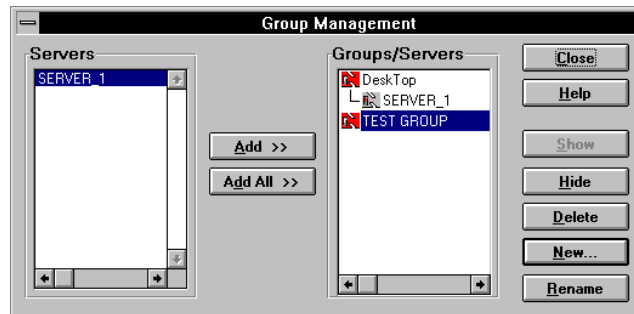 Group Management
Servers
SERVER_1
Add >>
Add All >>
Groups/Servers
DeskTop
SERVER_1
TEST GROUP
Close
Help
Show
Hide
Delete
New...
Rename